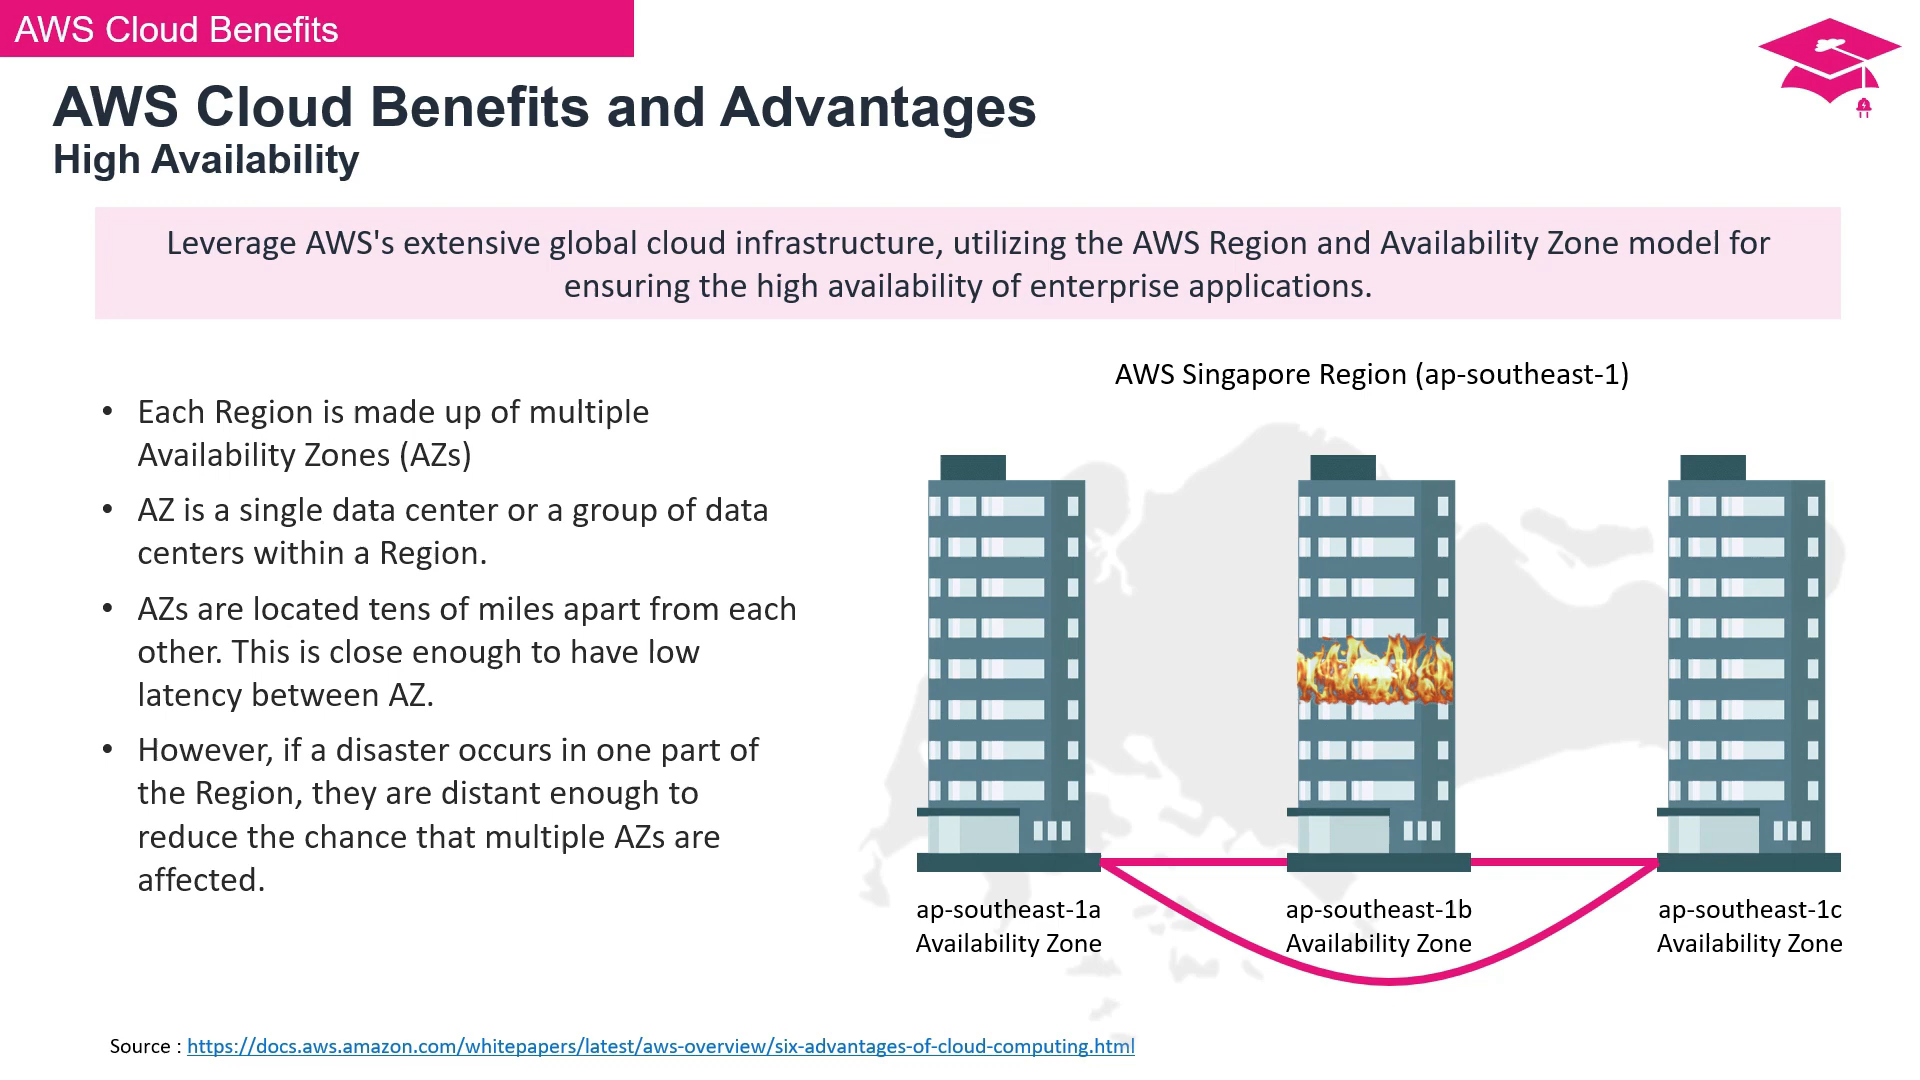 AWS Cloud Benefits
AWS Cloud Benefits and Advantages
High Availability
Leverage AWS's extensive global cloud infrastructure, utilizing the AWS Region and Availability Zone model for
ensuring the high availability of enterprise applications.
• Each Region is made up of multiple
Availability Zones (AZs)
• AZ is a single data center or a group of data
centers within a Region.
• AZs are located tens of miles apart from each
other. This is close enough to have low
latency between AZ.
• However, if a disaster occurs in one part of
the Region, they are distant enough to
reduce the chance that multiple AZs are
affected.
AWS Singapore Region (ap-southeast-1)
ap-southeast-1a
Availability Zone
ap-southeast-1b
Availability Zone
ap-southeast-1c
Availability Zone
Source : https://docs.aws.amazon.com/whitepapers/latest/aws-overview/six-advantages-of-cloud-computing.html